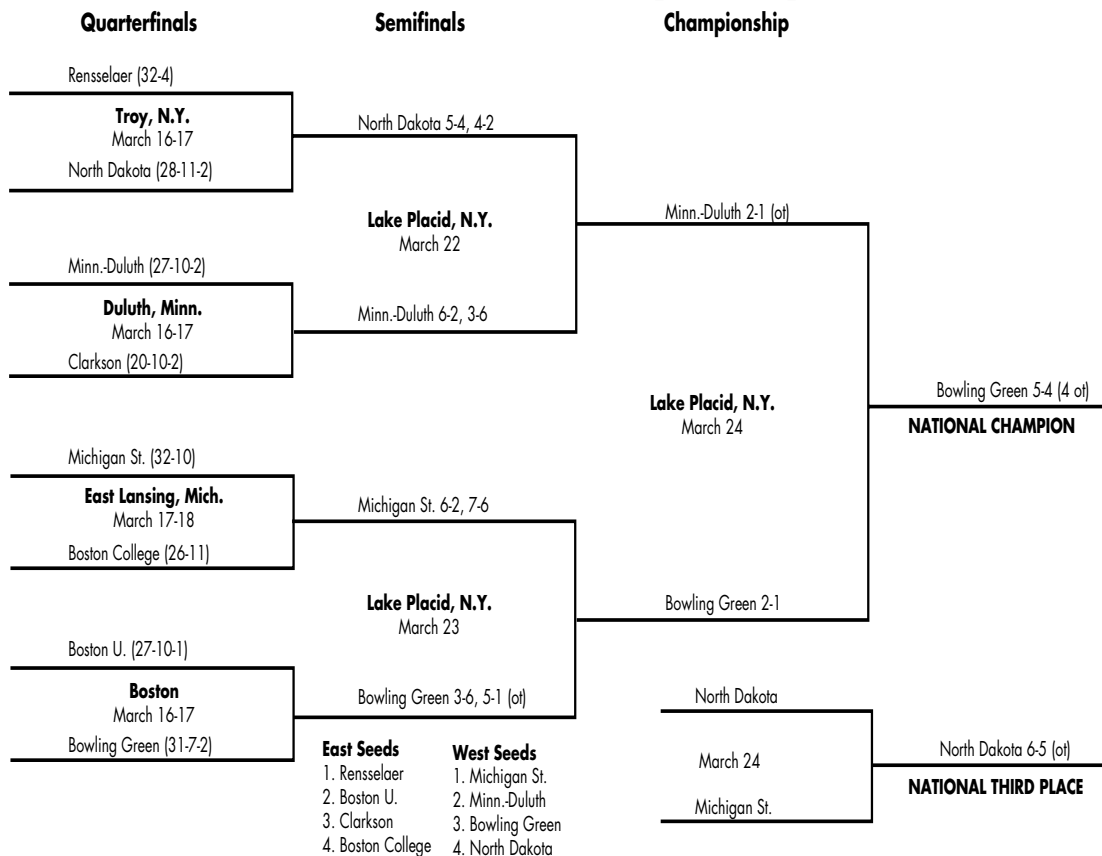 Quarterfinals
Semifinals
Championship
Rensselaer (32-4)
Troy, N.Y.
March 16-17
North Dakota (28-11-2)
North Dakota 5-4, 4-2
Lake Placid, N.Y.
March 22
Minn.-Duluth 2-1 (ot)
Minn.-Duluth (27-10-2)
Duluth, Minn.
March 16-17
Clarkson (20-10-2)
Minn.-Duluth 6-2, 3-6
Lake Placid, N.Y.
March 24
Bowling Green 5-4 (4 ot)
NATIONAL CHAMPION
Michigan St. (32-10)
East Lansing, Mich.
March 17-18
Boston College (26-11)
Michigan St. 6-2, 7-6
Lake Placid, N.Y.
March 23
Bowling Green 2-1
Boston U. (27-10-1)
Boston
March 16-17
Bowling Green (31-7-2)
Bowling Green 3-6, 5-1 (ot)
East Seeds
1. Rensselaer
2. Boston U.
3. Clarkson
4. Boston College
West Seeds
1. Michigan St.
2. Minn.-Duluth
3. Bowling Green
4. North Dakota
North Dakota
March 24
Michigan St.
North Dakota 6-5 (ot)
NATIONAL THIRD PLACE